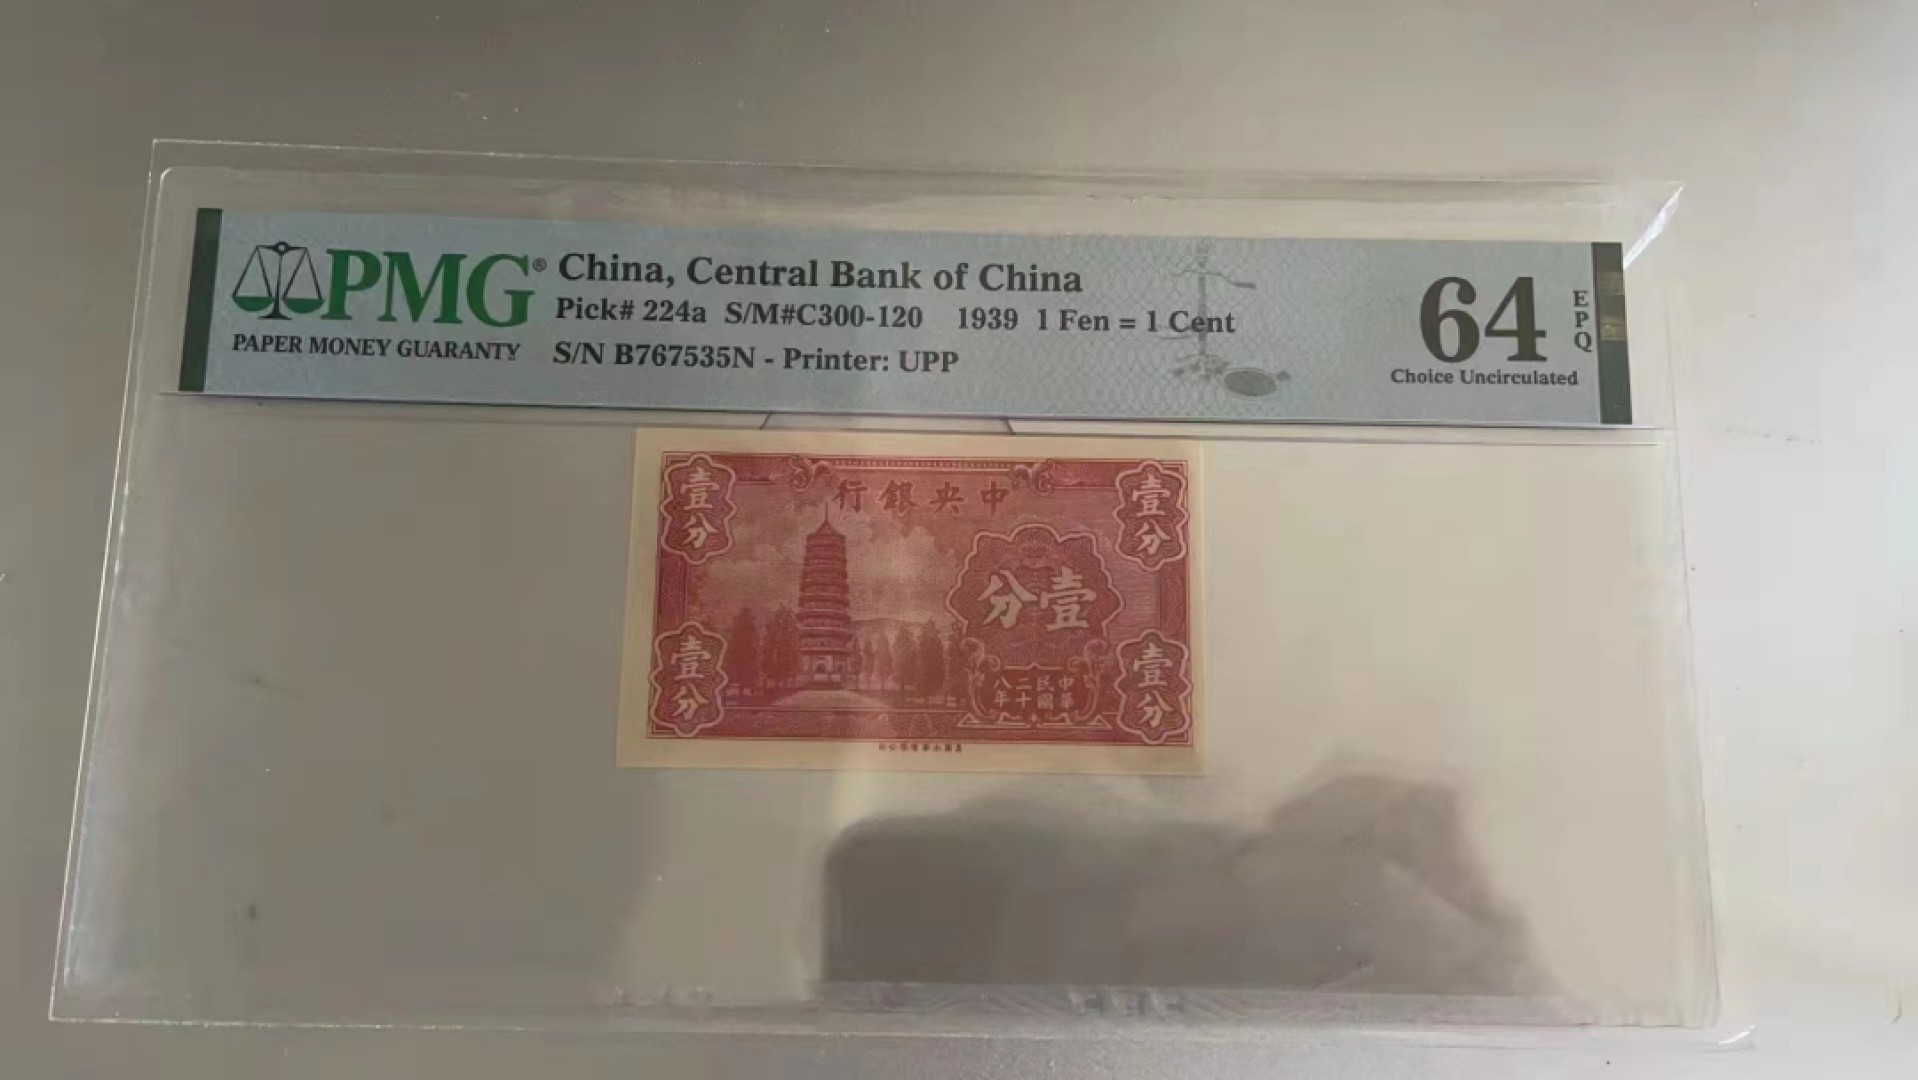 PMG®
PAPER MONEY GUARANTY
China, Central Bank of China
Pick# 224a S/M#C300-120 1939 1 Fen = 1 Cent
S/N B767535N - Printer: UPP
64
EPQ
Choice Uncirculated
行銀央中
壹分
壹分
分壹
壹分
壹分
中華民國二十八年